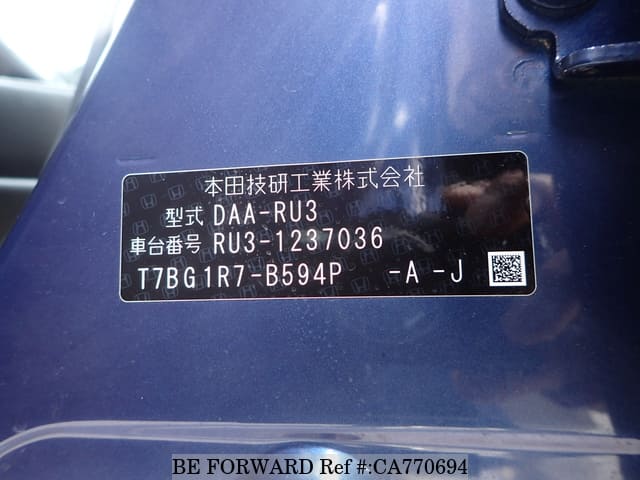 本田技研工業株式会社
型式 DAA-RU3
車台番号 RU3-1237036
T7BG1R7-B594P -A -J
BE FORWARD Ref #:CA770694